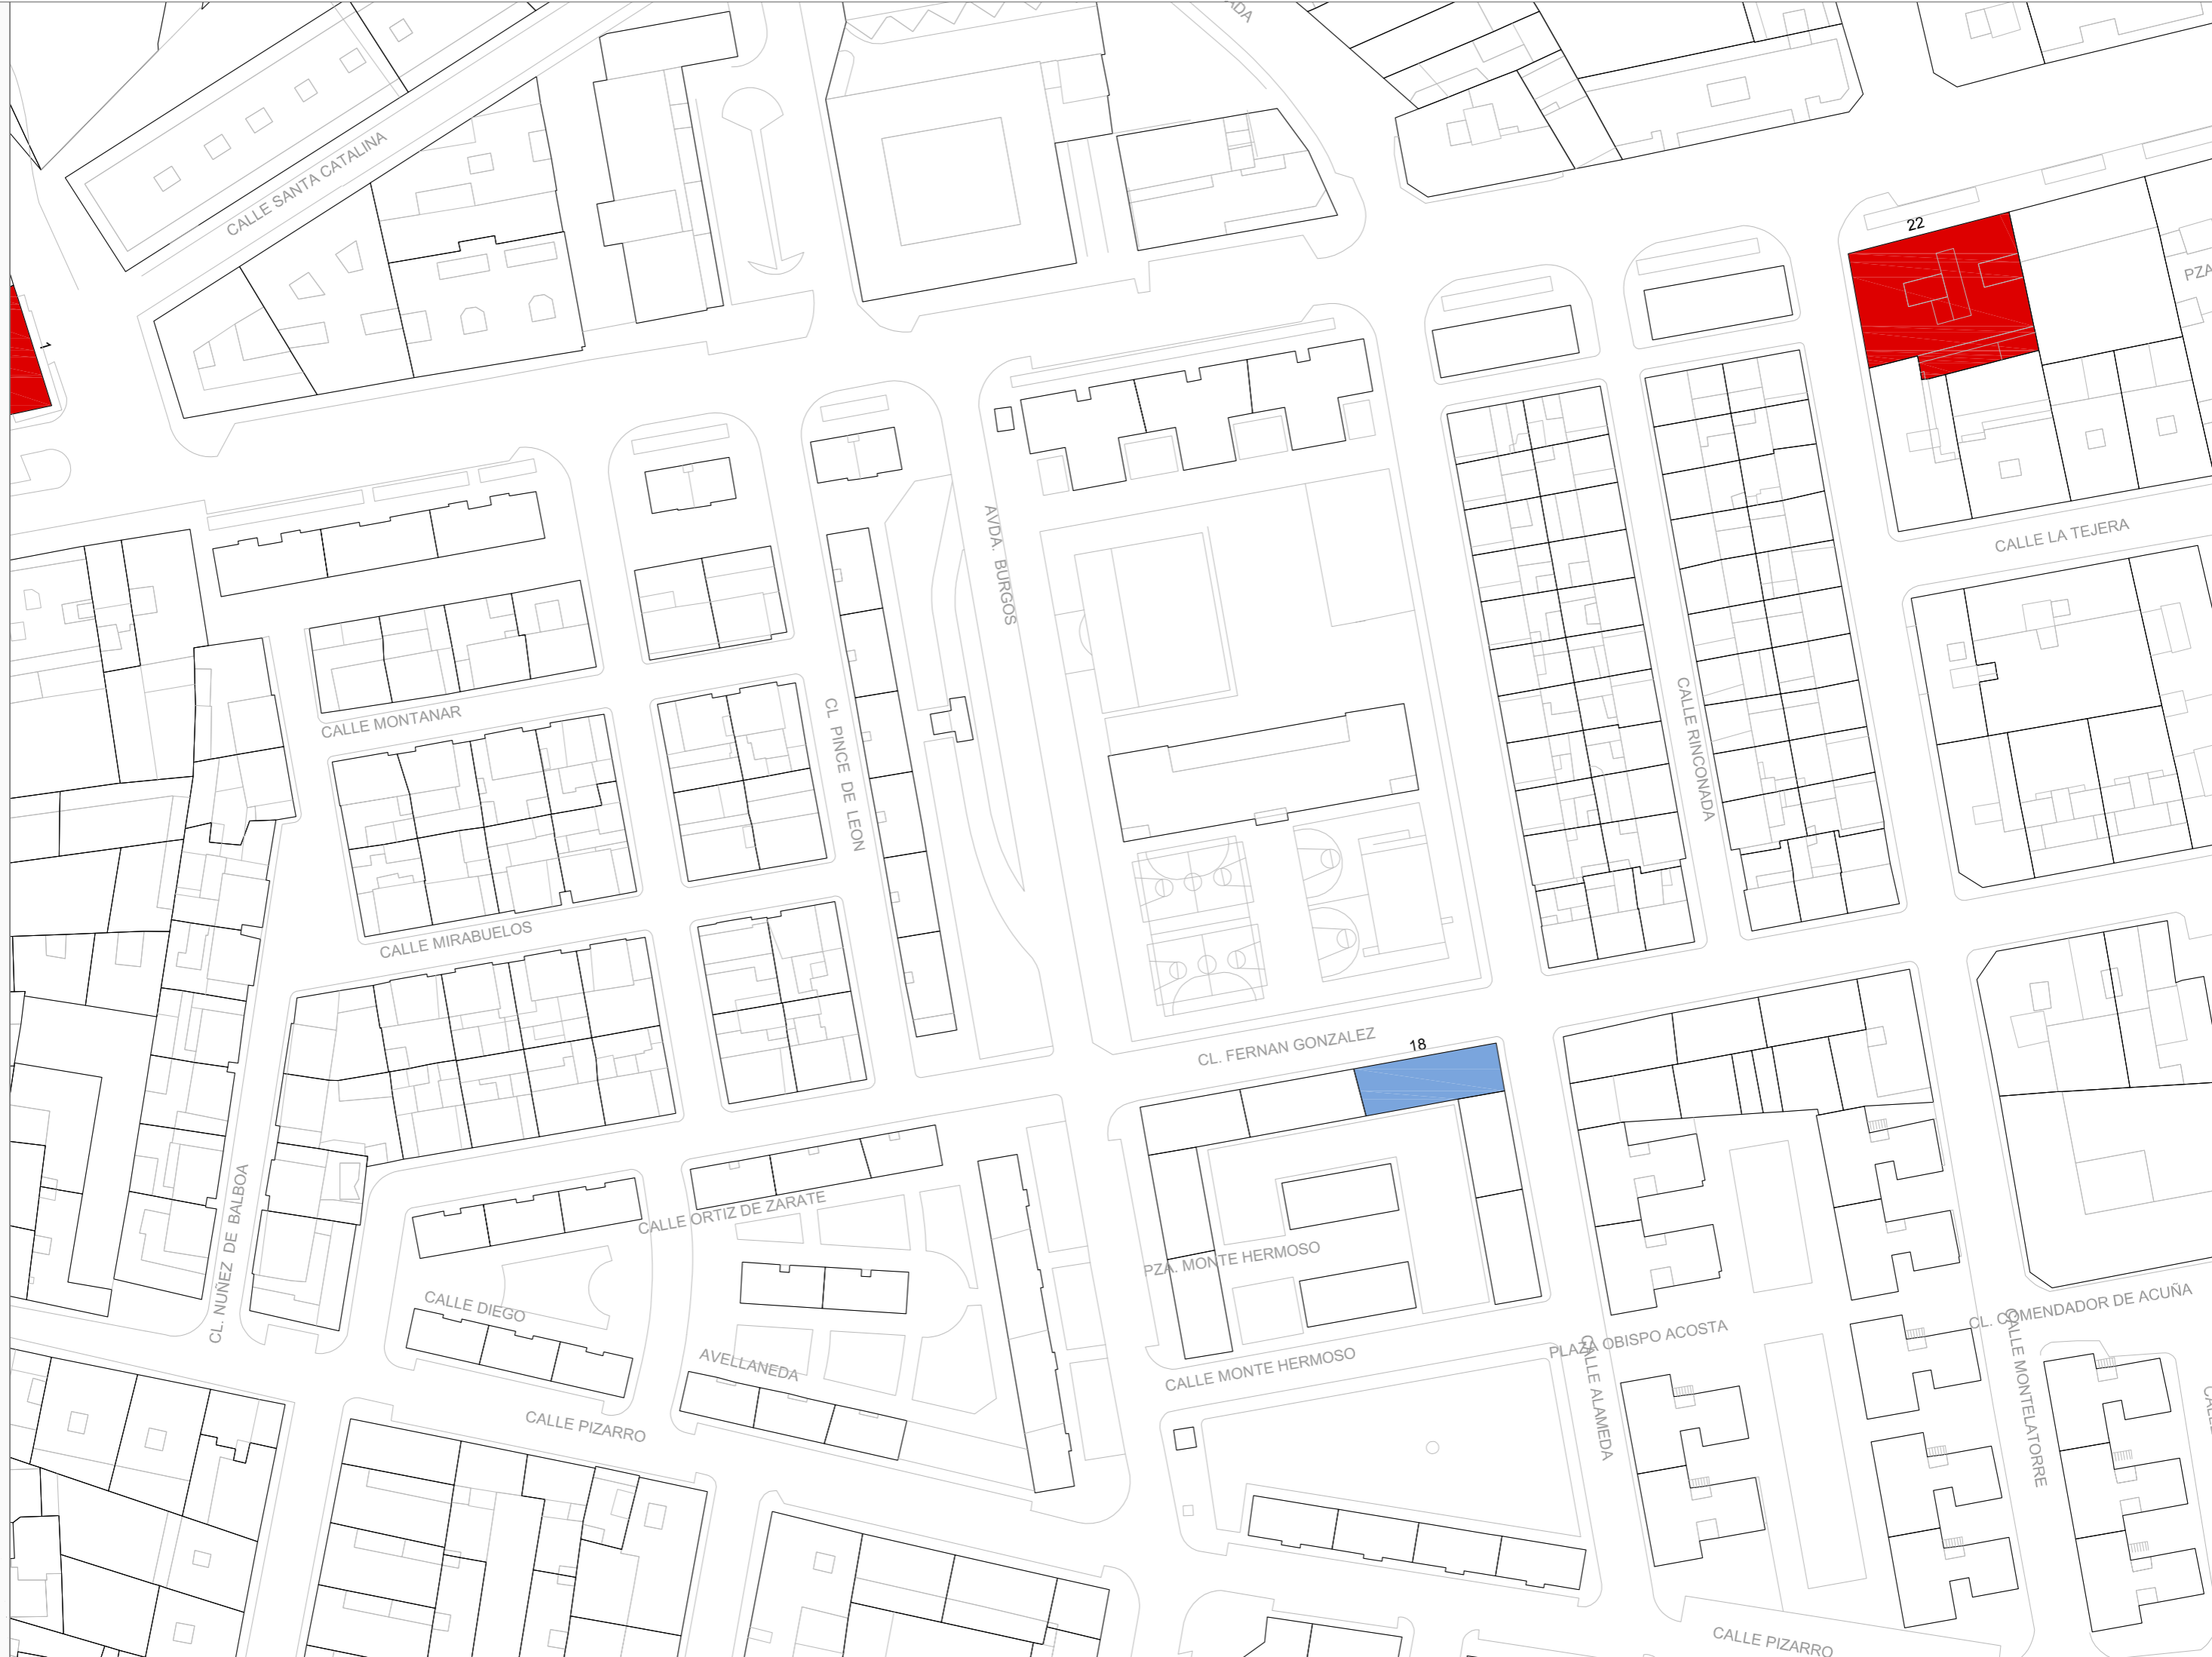 ADA
CALLE SANTA CATALINA
22
PZA
1
CALLE LA TEJERA
AVDA. BURGOS
CALLE MONTANAR
CL. PINCE DE LEON
CALLE RINCONADA
CALLE MIRABUELOS
CL. FERNAN GONZALEZ
18
CL. NUÑEZ DE BALBOA
CALLE ORTIZ DE ZARATE
PZA. MONTE HERMOSO
CALLE DIEGO
AVELLANEDA
CL. COMENDADOR DE ACUÑA
PLAZA OBISPO ACOSTA
CALLE MONTE HERMOSO
CALLE ALAMEDA
CALLE MONTELATORRE
CALLE PIZARRO
CALLE PIZARRO